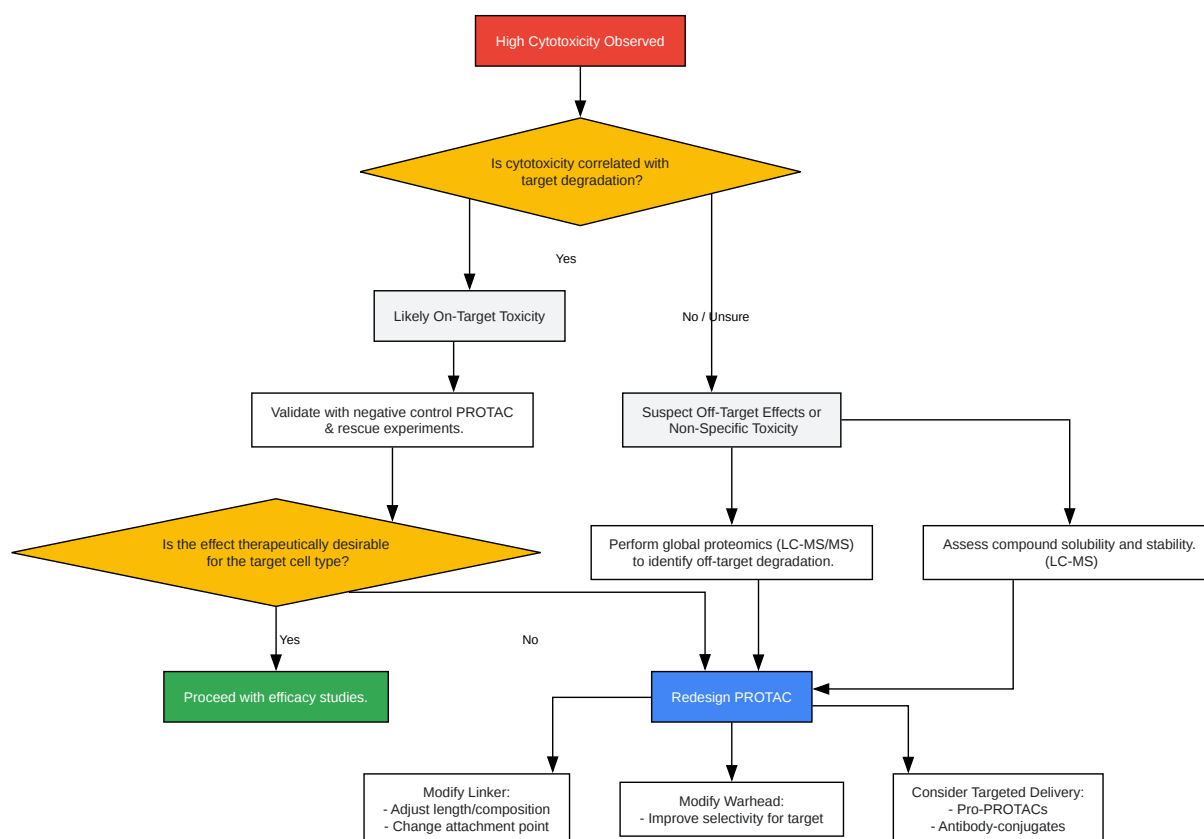 High Cytotoxicity Observed
Is cytotoxicity correlated with
target degradation?
Yes
Likely On-Target Toxicity
No / Unsure
Validate with negative control PROTAC
& rescue experiments.
Suspect Off-Target Effects or
Non-Specific Toxicity
Is the effect therapeutically desirable
for the target cell type?
Perform global proteomics (LC-MS/MS)
to identify off-target degradation.
Assess compound solubility and stability.
(LC-MS)
Yes
No
Proceed with efficacy studies.
Redesign PROTAC
Modify Linker:
- Adjust length/composition
- Change attachment point
Modify Warhead:
- Improve selectivity for target
Consider Targeted Delivery:
- Pro-PROTACs
- Antibody-conjugates